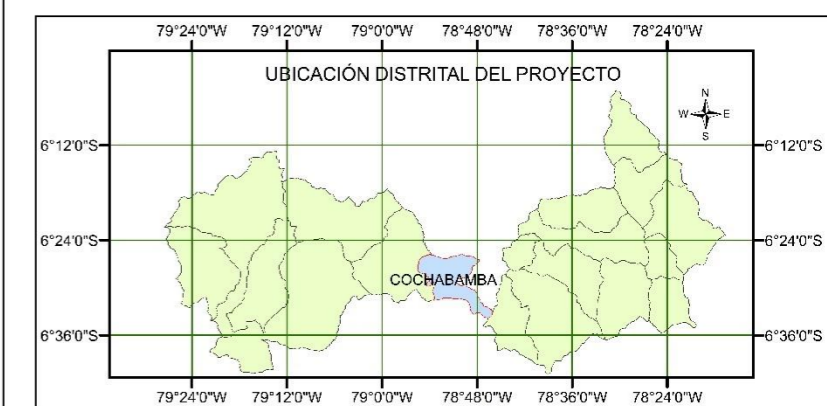 79°24'0"W 79°12'0"W 79°0'0"W 78°48'0"W 78°36'0"W 78°24'0"W
UBICACIÓN DISTRITAL DEL PROYECTO
N
W E
S
6°12'0"S 6°12'0"S
6°24'0"S 6°24'0"S
COCHABAMBA
6°36'0"S 6°36'0"S
79°24'0"W 79°12'0"W 79°0'0"W 78°48'0"W 78°36'0"W 78°24'0"W